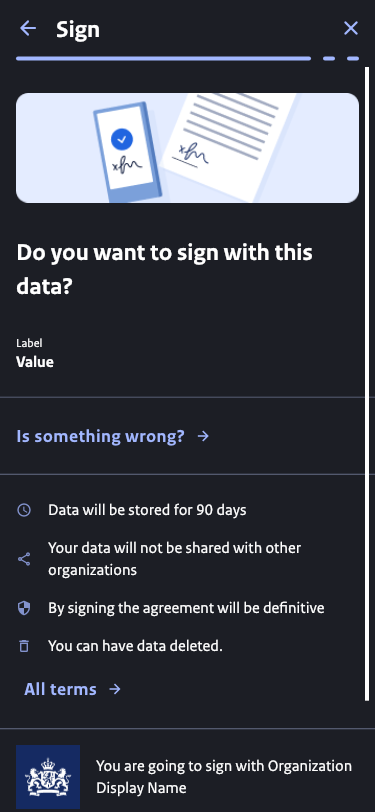 Sign
Do you want to sign with this
data?
Label
Value
Is something wrong?
Data will be stored for 90 days
Your data will not be shared with other
organizations
By signing the agreement will be definitive
You can have data deleted.
All terms
You are going to sign with Organization
Display Name